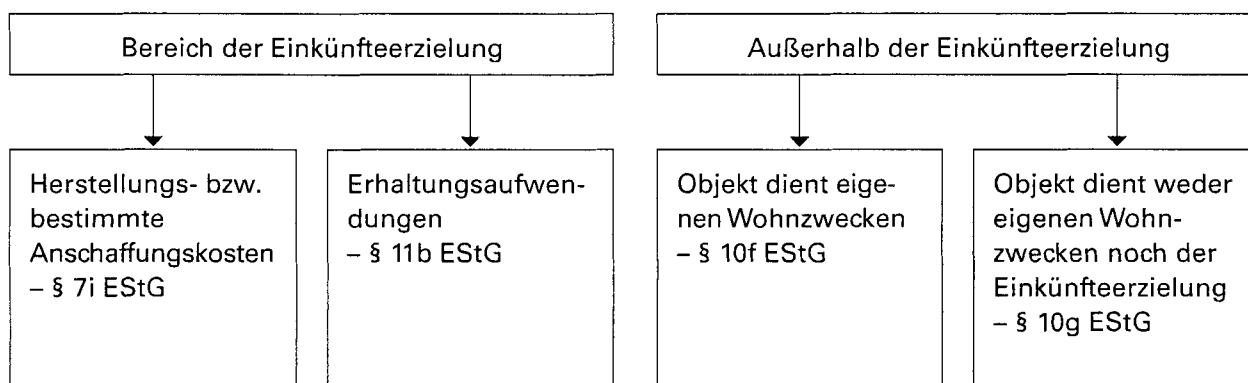 Bereich der Einkünfteerzielung
Außerhalb der Einkünfteerzielung
Herstellungs- bzw.
bestimmte
Anschaffungskosten
– § 7i EStG
Erhaltungsaufwen-
dungen
– § 11b EStG
Objekt dient eige-
nen Wohnzwecken
– § 10f EStG
Objekt dient weder
eigenen Wohn-
zwecken noch der
Einkünfteerzielung
– § 10g EStG